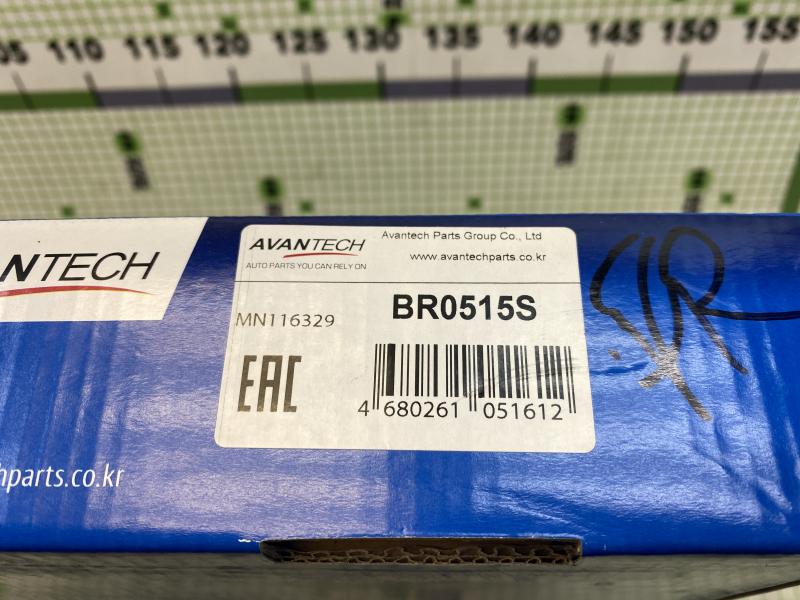 105 110 115 120 125 130 135 140 145 150 155
NTECH
AVANTECH
AUTO PARTS YOU CAN RELY ON
Avantech Parts Group Co., Ltd
www.avantechparts.co.kr
MN116329
BR0515S
EAC
4 680261 051612
hparts.co.kr